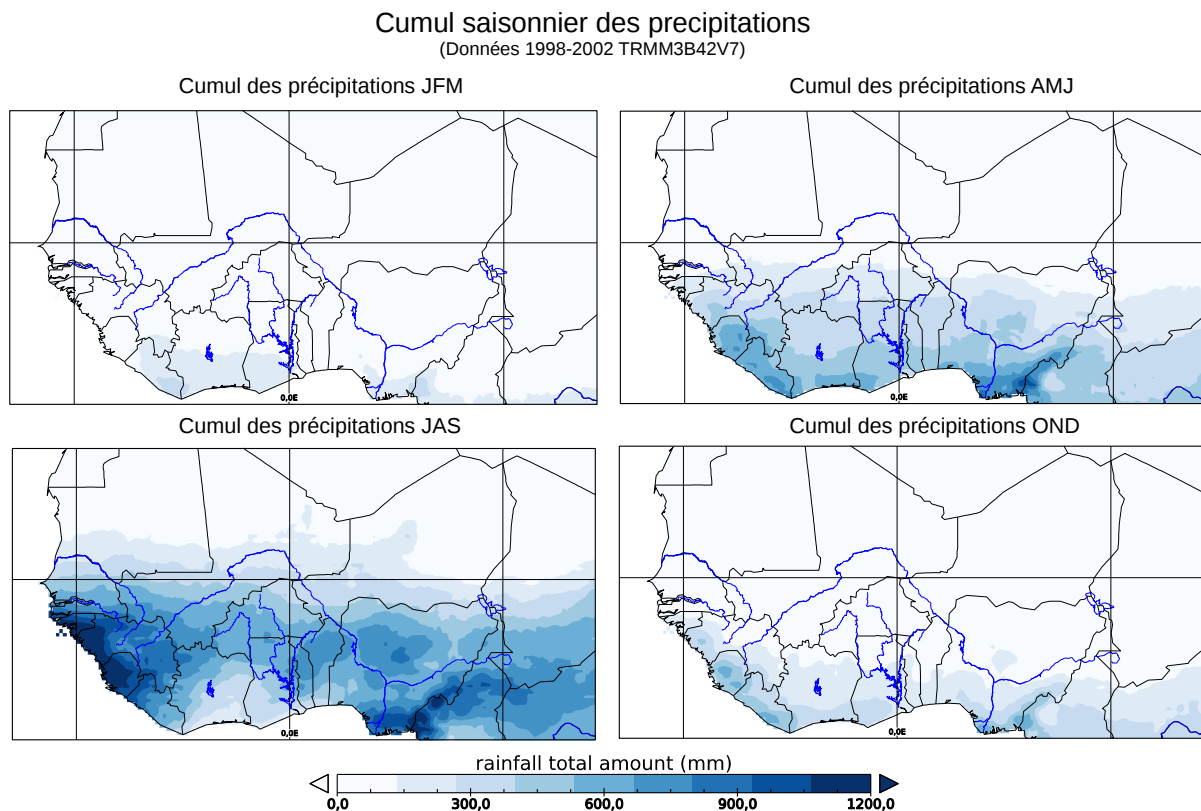 Cumul saisonnier des precipitations
(Données 1998-2002 TRMM3B42V7)
Cumul des précipitations JFM
Cumul des précipitations AMJ
0,0E
0,0E
Cumul des précipitations JAS
Cumul des précipitations OND
0,0E
0,0E
rainfall total amount (mm)
0,0 300,0 600,0 900,0 1200,0